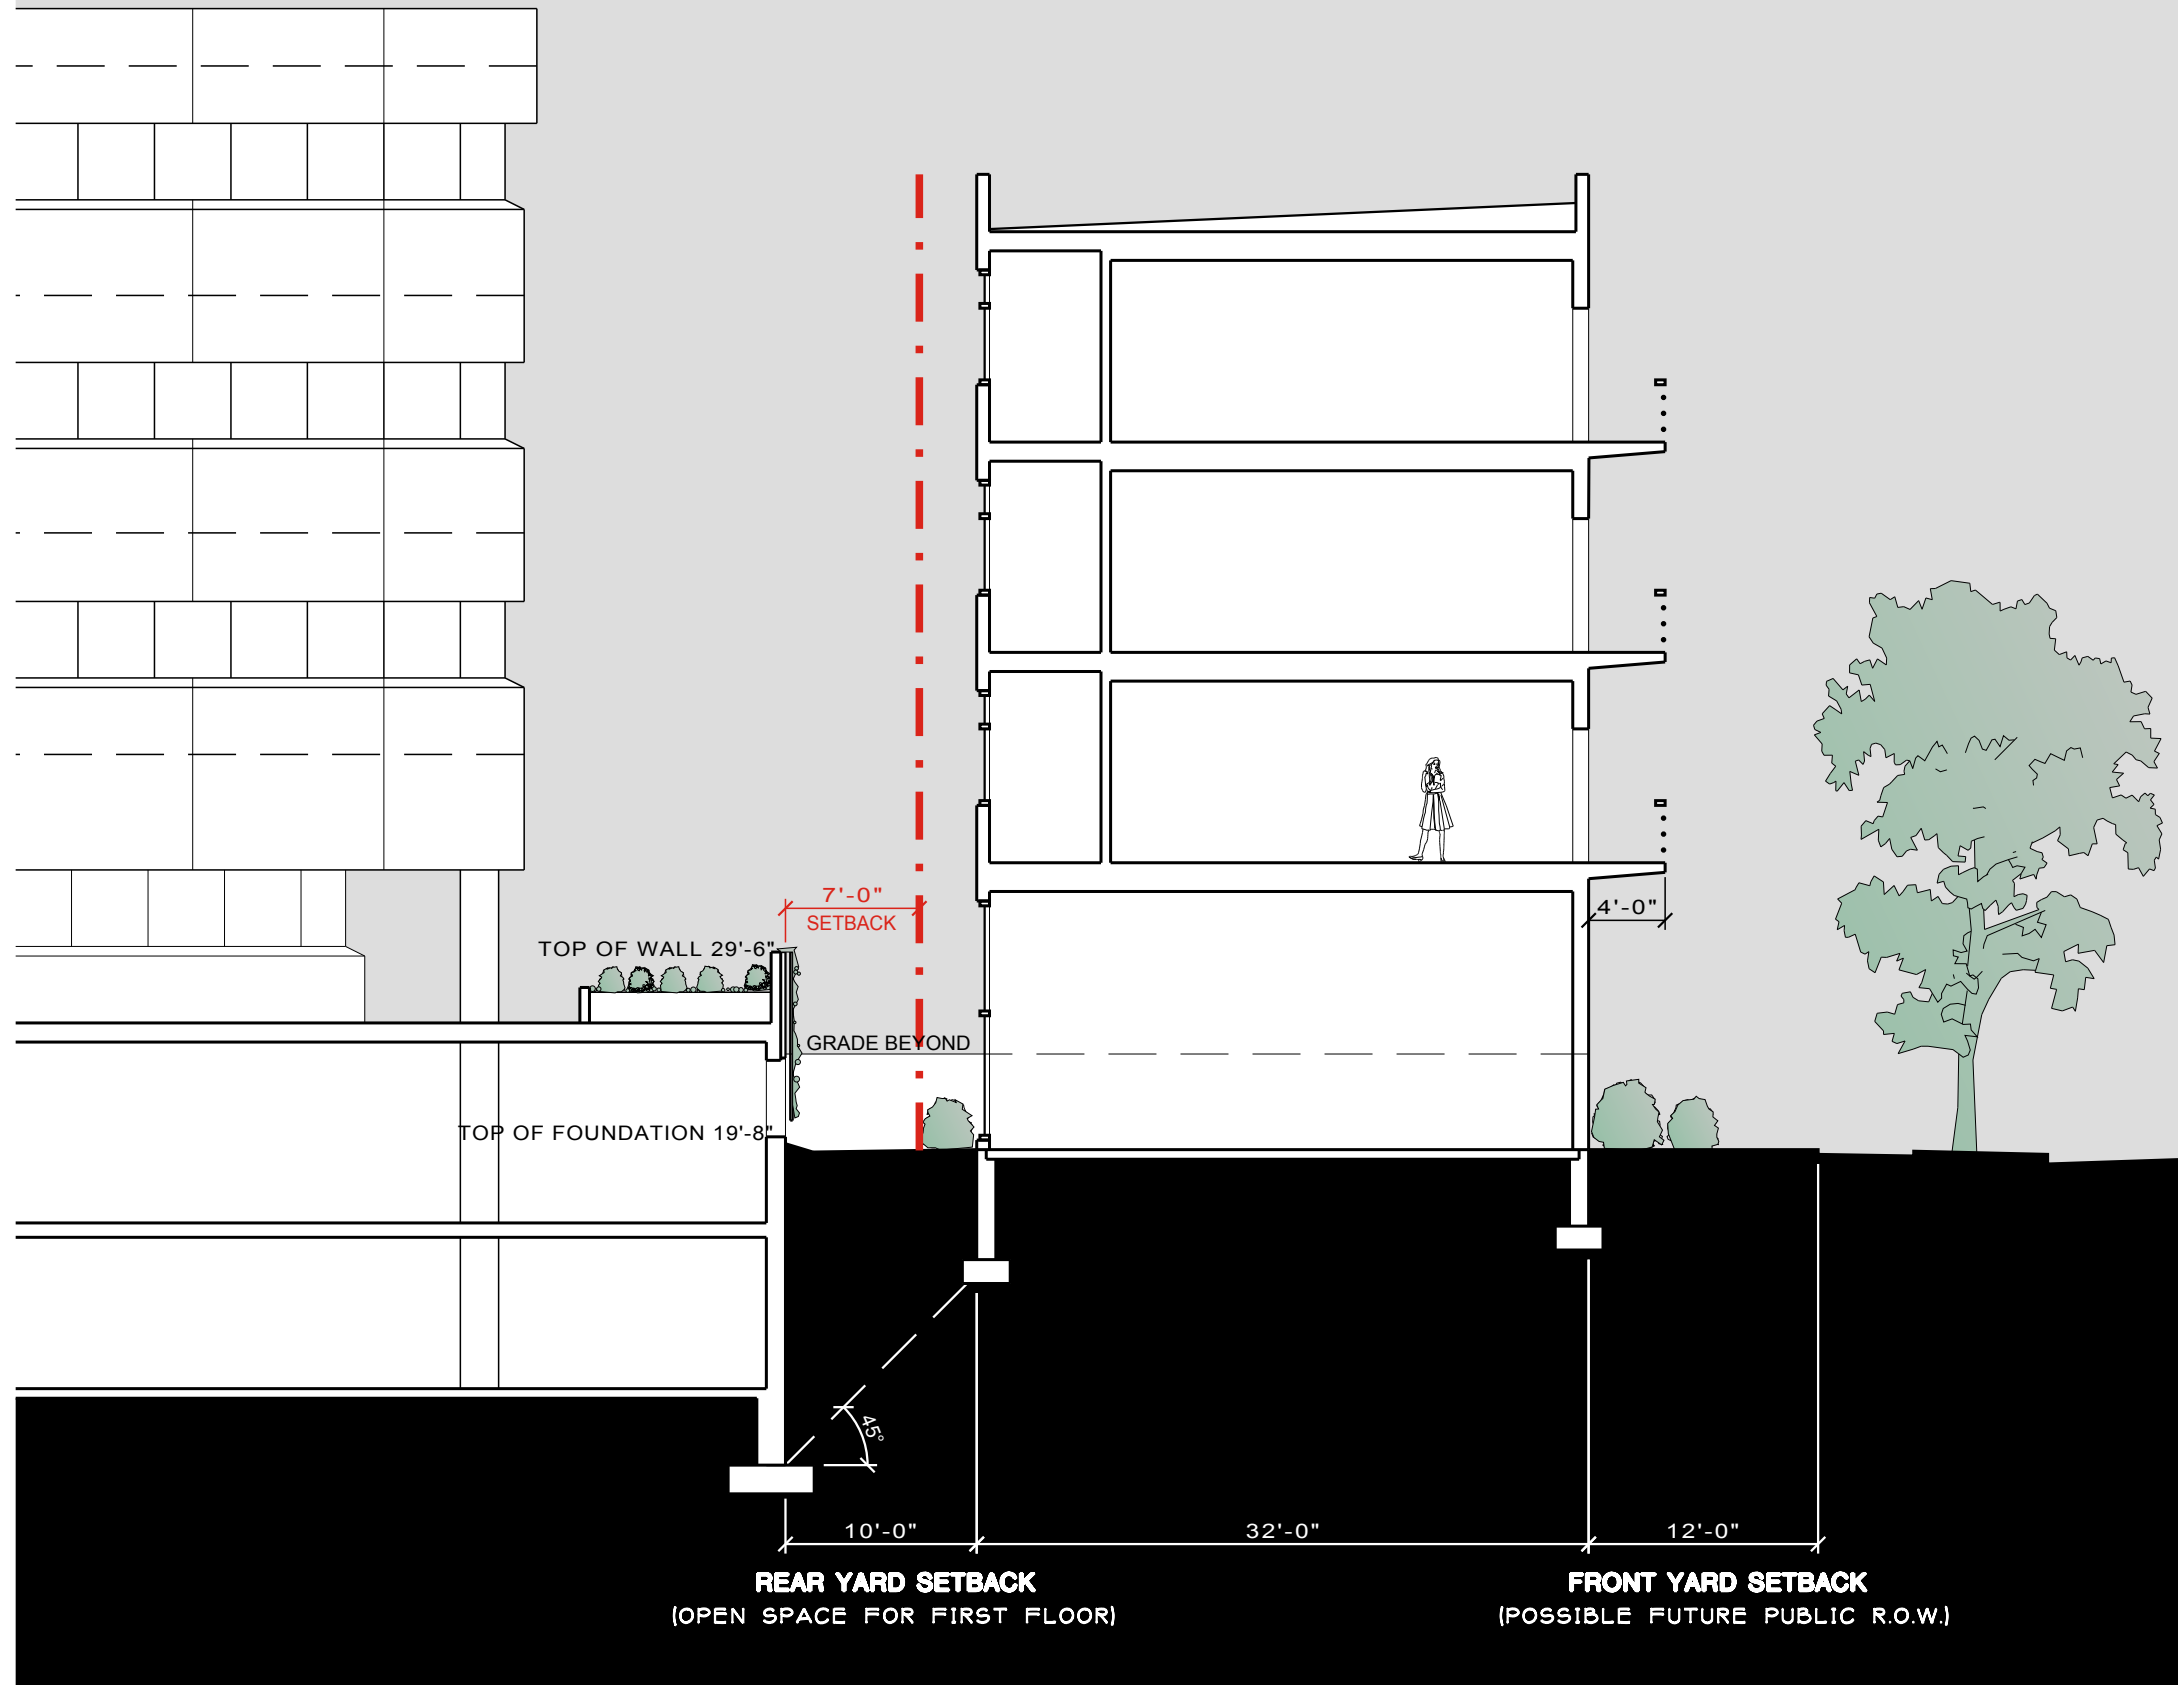 7'-0"
SETBACK
4'-0"
TOP OF WALL 29'-6"
GRADE BEYOND
TOP OF FOUNDATION 19'-8"
45°
10'-0"
32'-0"
12'-0"
REAR YARD SETBACK
(OPEN SPACE FOR FIRST FLOOR)
FRONT YARD SETBACK
(POSSIBLE FUTURE PUBLIC R.O.W.)